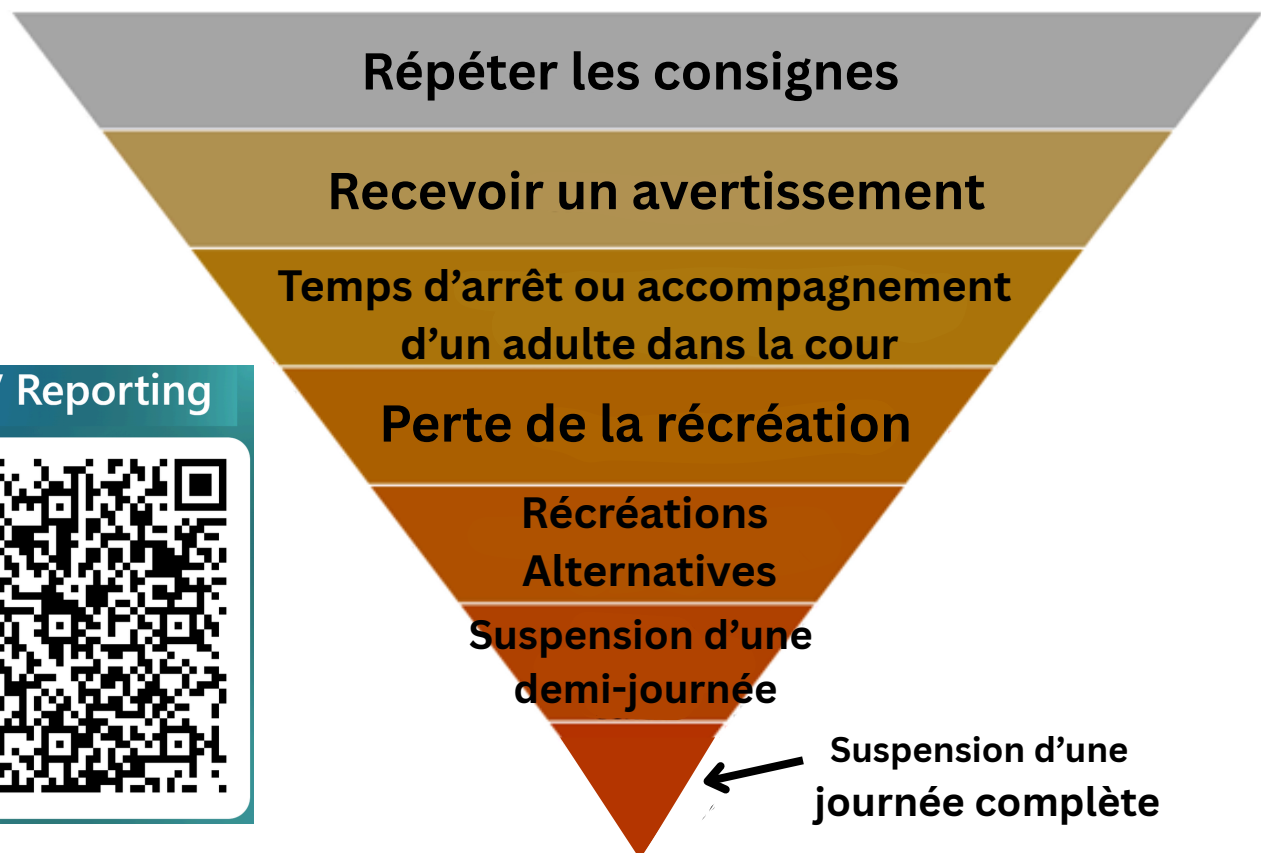 Répéter les consignes
Recevoir un avertissement
Temps d’arrêt ou accompagnement
d’un adulte dans la cour
Perte de la récréation
Reporting
Récréations
Alternatives
Suspension d’une
demi-journée
Suspension d’une
journée complète